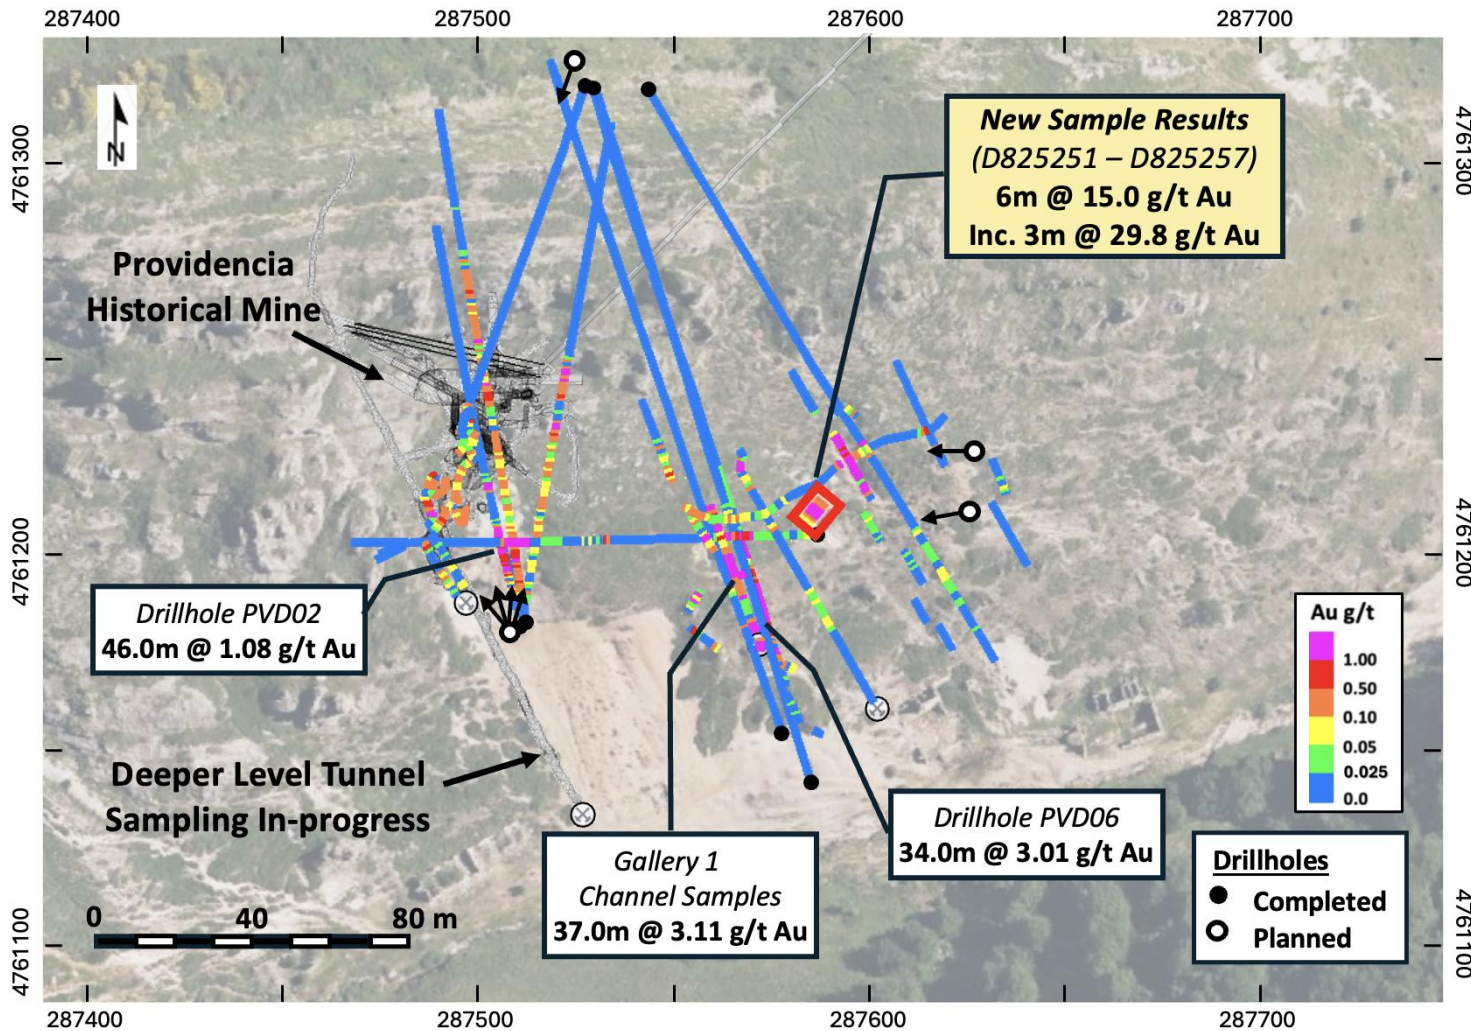 287400
287500
287600
287700
4761300
4761300
N
New Sample Results
(D825251 – D825257)
6m @ 15.0 g/t Au
Inc. 3m @ 29.8 g/t Au
Providencia
Historical Mine
4761200
4761200
Drillhole PVD02
46.0m @ 1.08 g/t Au
Au g/t
1.00
0.50
0.10
0.05
0.025
0.0
Deeper Level Tunnel
Sampling In-progress
Drillhole PVD06
34.0m @ 3.01 g/t Au
Gallery 1
Channel Samples
37.0m @ 3.11 g/t Au
Drillholes
Completed
Planned
0
40
80 m
4761100
4761100
287400
287500
287600
287700